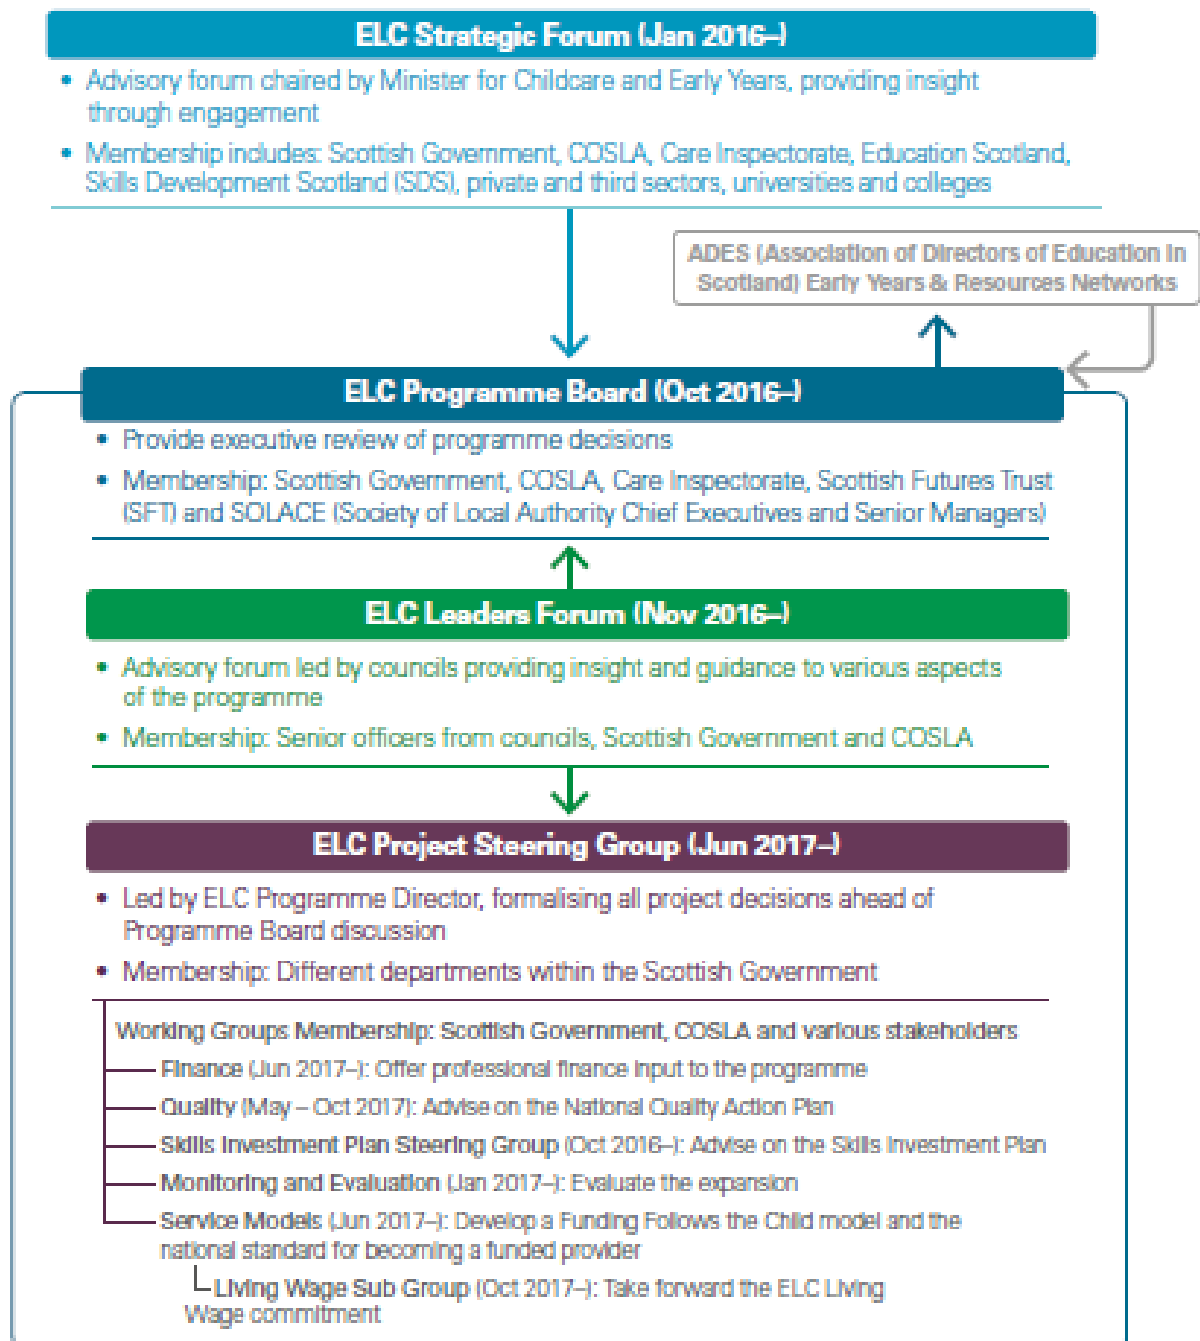 ELC Strategic Forum (Jan 2016–)
• Advisory forum chaired by Minister for Childcare and Early Years, providing insight
through engagement
• Membership includes: Scottish Government, COSLA, Care Inspectorate, Education Scotland,
Skills Development Scotland (SDS), private and third sectors, universities and colleges
ADES (Association of Directors of Education in
Scotland) Early Years & Resources Networks
ELC Programme Board (Oct 2016–)
• Provide executive review of programme decisions
• Membership: Scottish Government, COSLA, Care Inspectorate, Scottish Futures Trust
(SFT) and SOLACE (Society of Local Authority Chief Executives and Senior Managers)
ELC Leaders Forum (Nov 2016–)
• Advisory forum led by councils providing insight and guidance to various aspects
of the programme
• Membership: Senior officers from councils, Scottish Government and COSLA
ELC Project Steering Group (Jun 2017–)
• Led by ELC Programme Director, formalising all project decisions ahead of
Programme Board discussion
• Membership: Different departments within the Scottish Government
Working Groups Membership: Scottish Government, COSLA and various stakeholders
Finance (Jun 2017–): Offer professional finance input to the programme
Quality (May – Oct 2017): Advise on the National Quality Action Plan
Skills Investment Plan Steering Group (Oct 2016–): Advise on the Skills Investment Plan
Monitoring and Evaluation (Jan 2017–): Evaluate the expansion
Service Models (Jun 2017–): Develop a Funding Follows the Child model and the
national standard for becoming a funded provider
Living Wage Sub Group (Oct 2017–): Take forward the ELC Living
Wage commitment